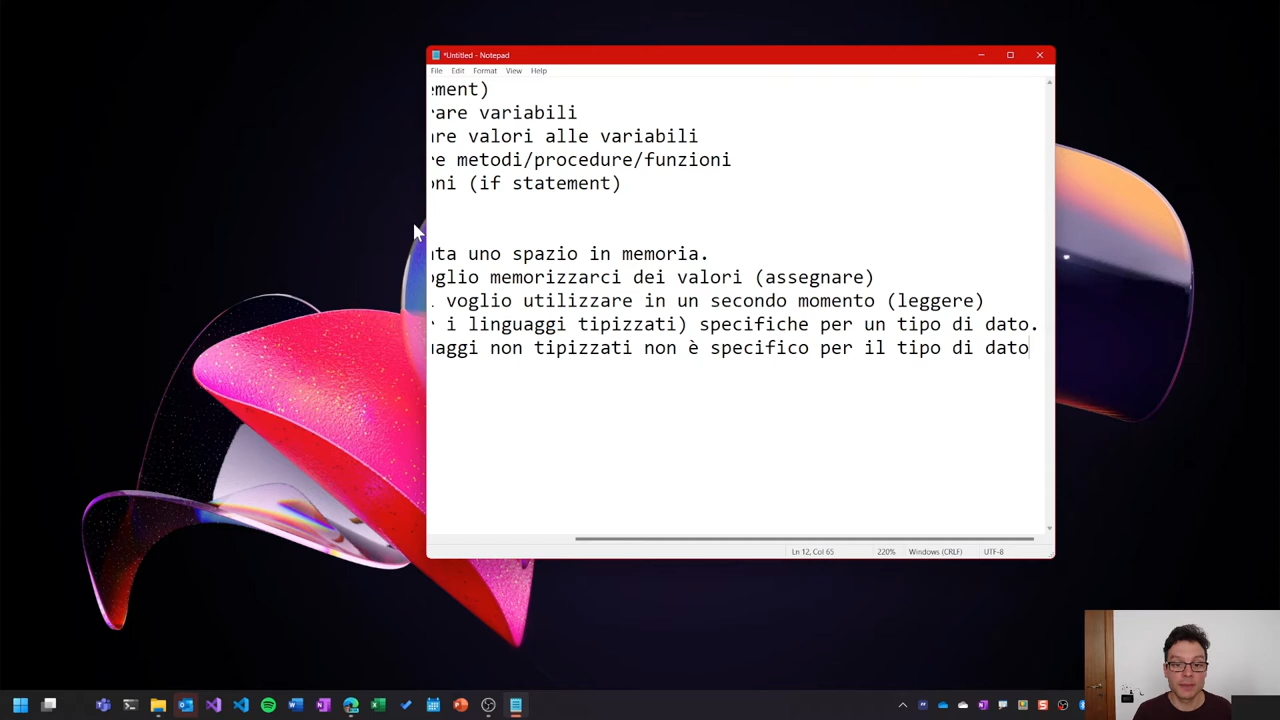 *Untitled - Notepad
File Edit Format View Help
ment)
are variabili
re valori alle variabili
e metodi/procedure/funzioni
ni (if statement)
ta uno spazio in memoria.
glio memorizzarci dei valori (assegnare)
voglio utilizzare in un secondo momento (leggere)
i linguaggi tipizzati) specifiche per un tipo di dato.
aggi non tipizzati non è specifico per il tipo di dato
Ln 12, Col 65 220% Windows (CRLF) UTF-8